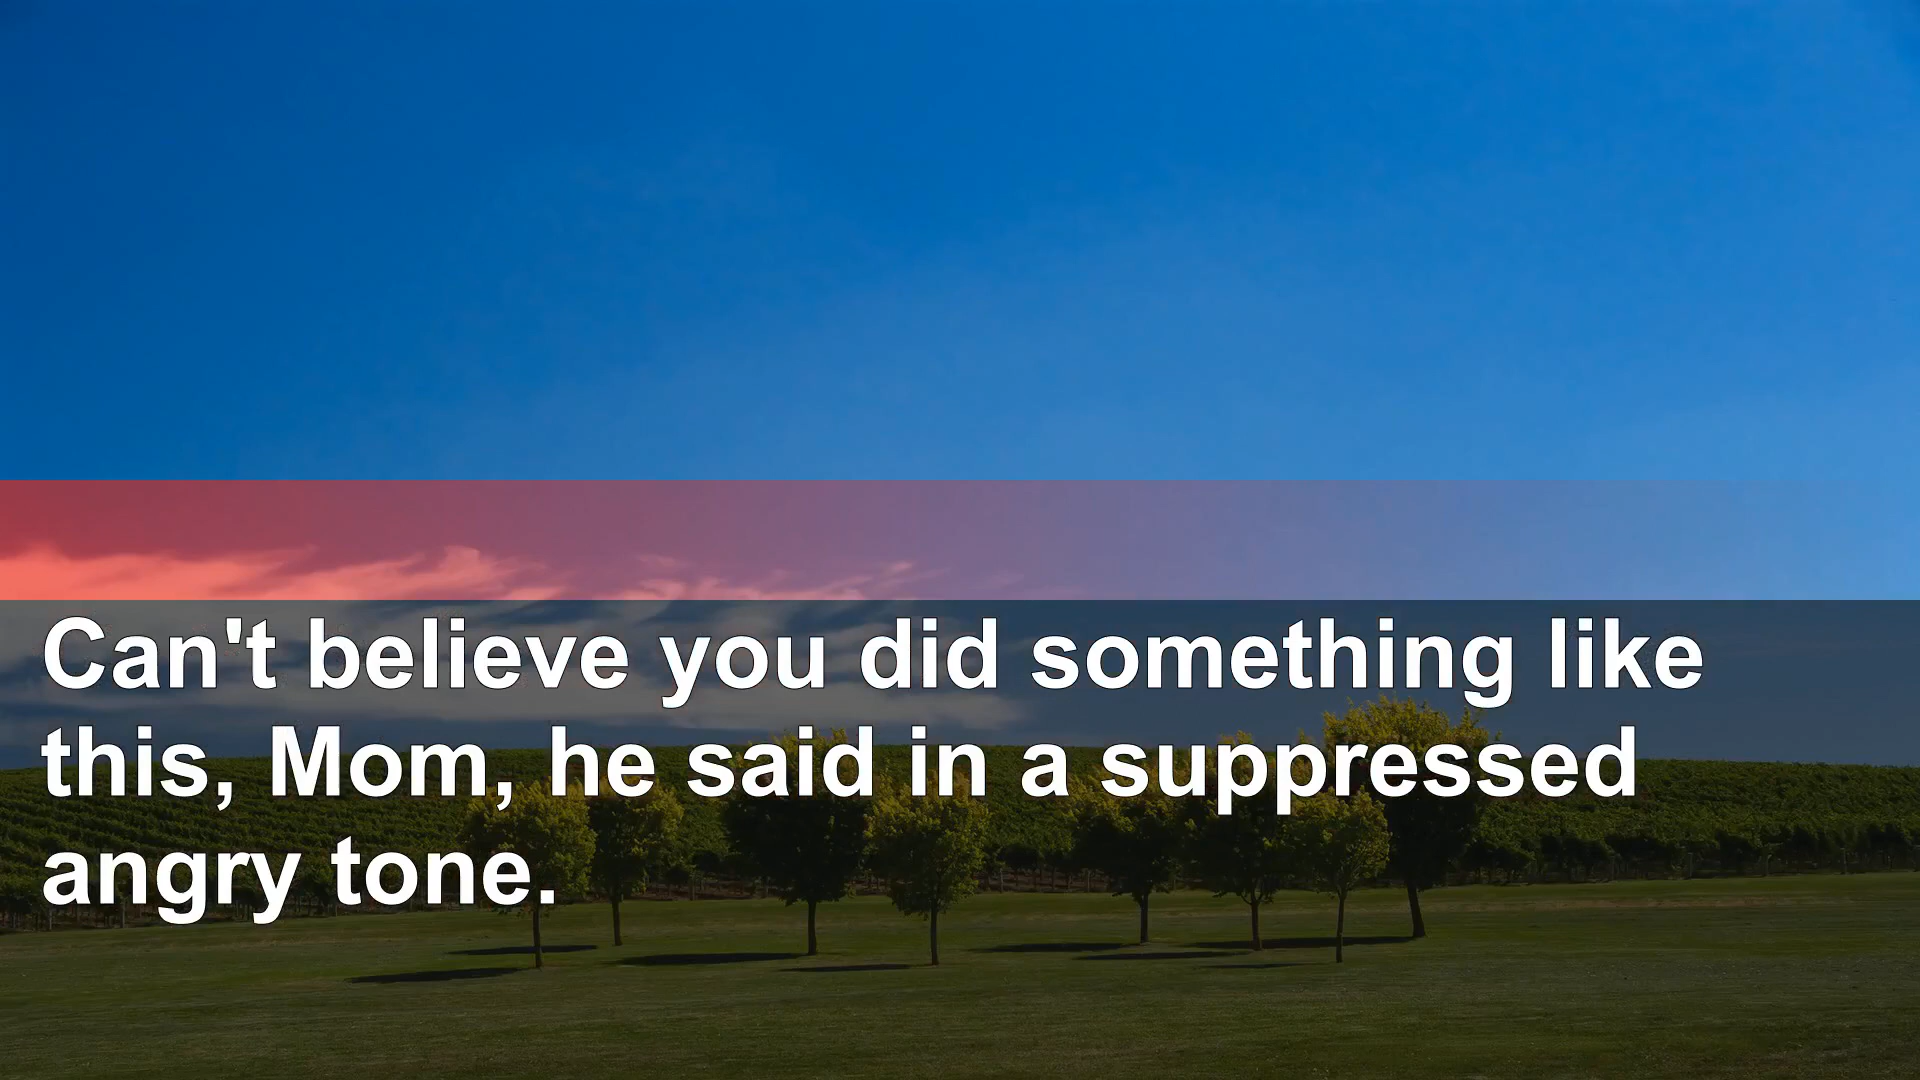 Can't believe you did something like
this, Mom, he said in a suppressed
angry tone.